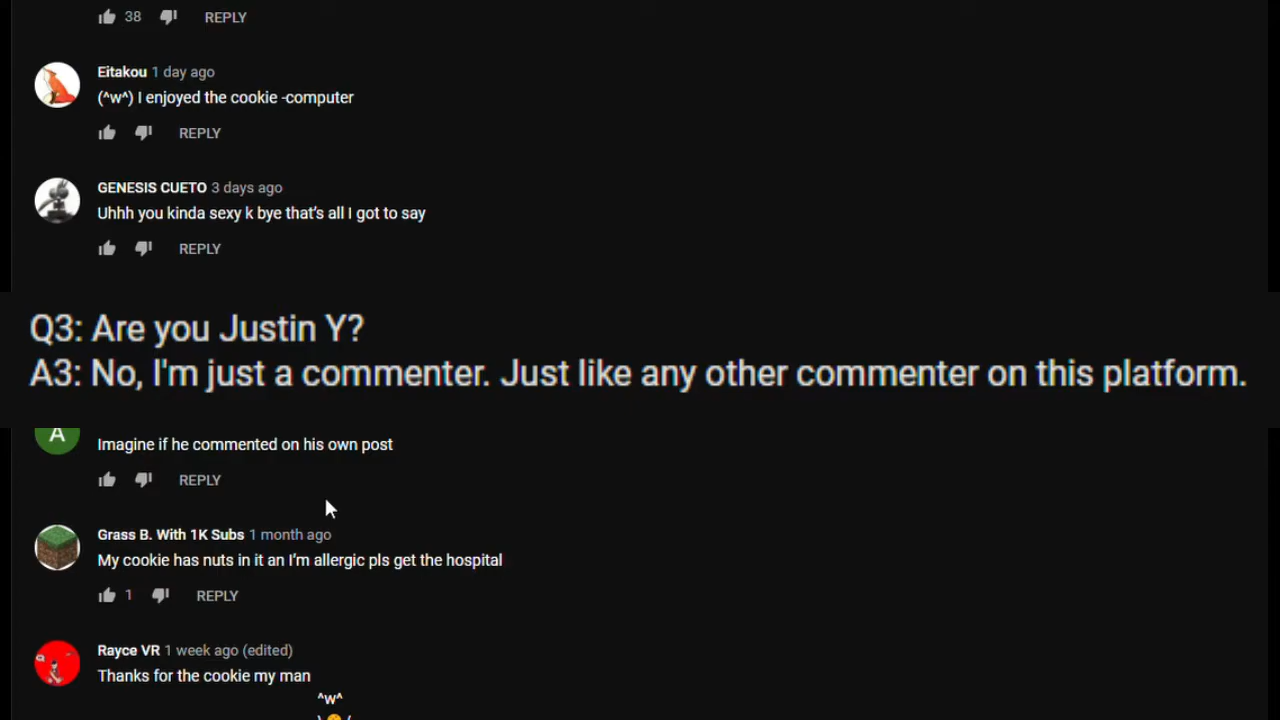 38 REPLY
Eitakou 1 day ago
(^w^) I enjoyed the cookie -computer
REPLY
GENESIS CUETO 3 days ago
Uhhh you kinda sexy k bye that's all I got to say
REPLY
Q3: Are you Justin Y?
A3: No, I'm just a commenter. Just like any other commenter on this platform.
A
Imagine if he commented on his own post
REPLY
Grass B. With 1K Subs 1 month ago
My cookie has nuts in it an I'm allergic pls get the hospital
1 REPLY
Rayce VR 1 week ago (edited)
Thanks for the cookie my man
^w^